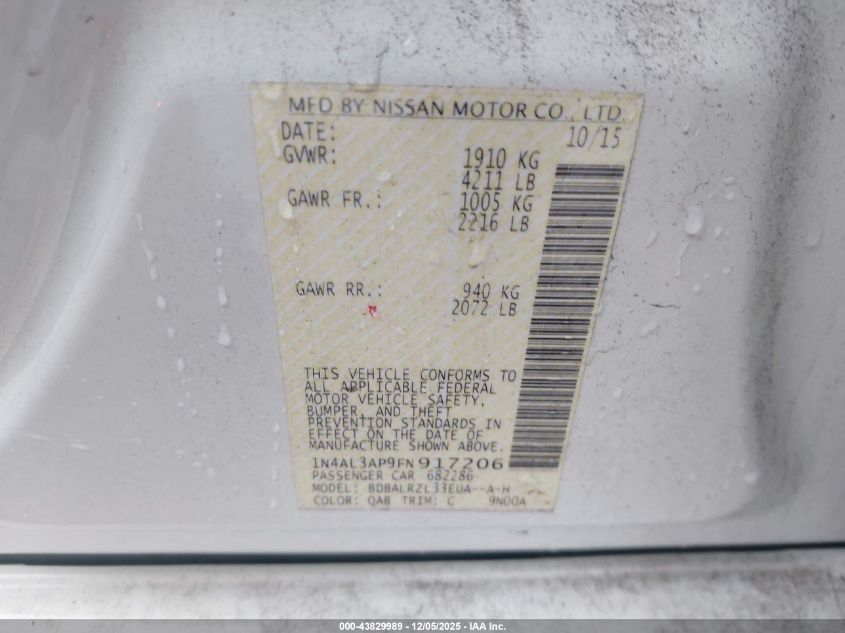 MFD BY NISSAN MOTOR CO., LTD.
DATE: 10/15
GVWR: 1910 KG
4211 LB
GAWR FR.: 1005 KG
2216 LB
GAWR RR.: 940 KG
2072 LB
THIS VEHICLE CONFORMS TO
ALL APPLICABLE FEDERAL
MOTOR VEHICLE SAFETY,
BUMPER, AND THEFT
PREVENTION STANDARDS IN
EFFECT ON THE DATE OF
MANUFACTURE SHOWN ABOVE.
1N4AL3AP9FN917206
PASSENGER CAR 682286
MODEL: BDBALRZL33EUA--A-H
COLOR: QAB TRIM: C 9N00A
000-43829989 - 12/05/2025 - IAA Inc.